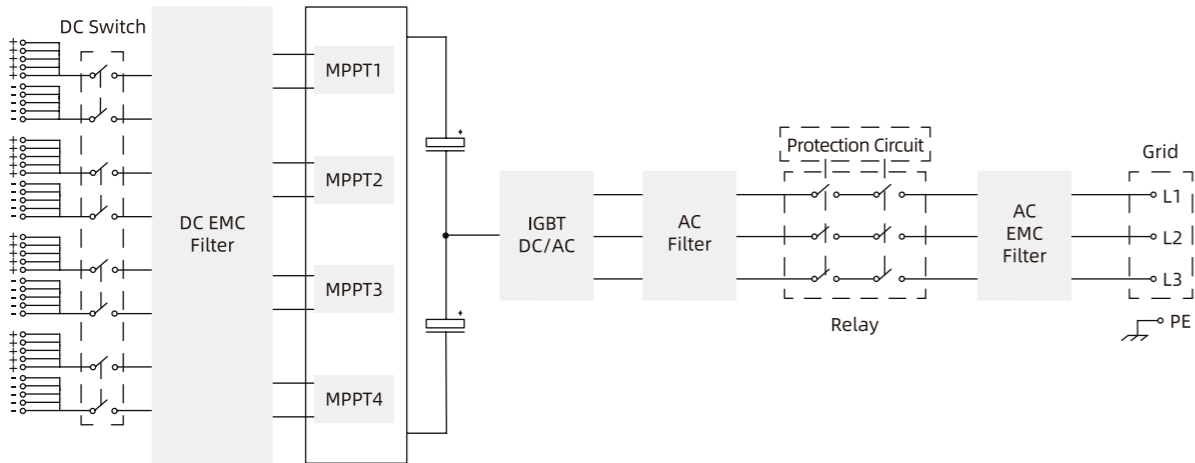 DC Switch
DC EMC
Filter
MPPT1
MPPT2
MPPT3
MPPT4
IGBT
DC/AC
AC
Filter
Protection Circuit
Relay
AC
EMC
Filter
Grid
L1
L2
L3
PE